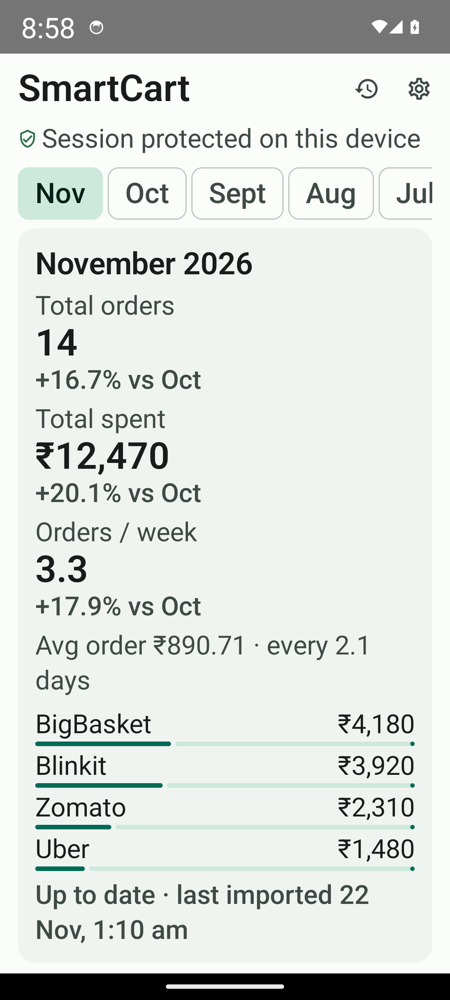 8:58
SmartCart
Session protected on this device
Nov
Oct
Sept
Aug
Jul
November 2026
Total orders
14
+16.7% vs Oct
Total spent
₹12,470
+20.1% vs Oct
Orders / week
3.3
+17.9% vs Oct
Avg order ₹890.71 · every 2.1
days
BigBasket ₹4,180
Blinkit ₹3,920
Zomato ₹2,310
Uber ₹1,480
Up to date · last imported 22
Nov, 1:10 am